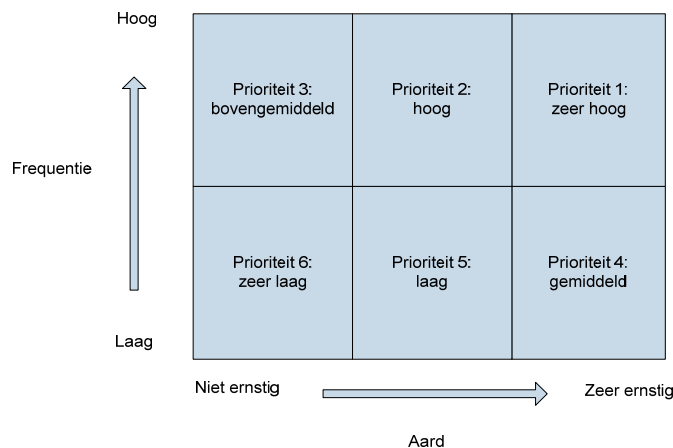 Hoog
Prioriteit 3:
bovengemiddeld
Prioriteit 2:
hoog
Prioriteit 1:
zeer hoog
Frequentie
Prioriteit 6:
zeer laag
Prioriteit 5:
laag
Prioriteit 4:
gemiddeld
Laag
Niet ernstig
Zeer ernstig
Aard